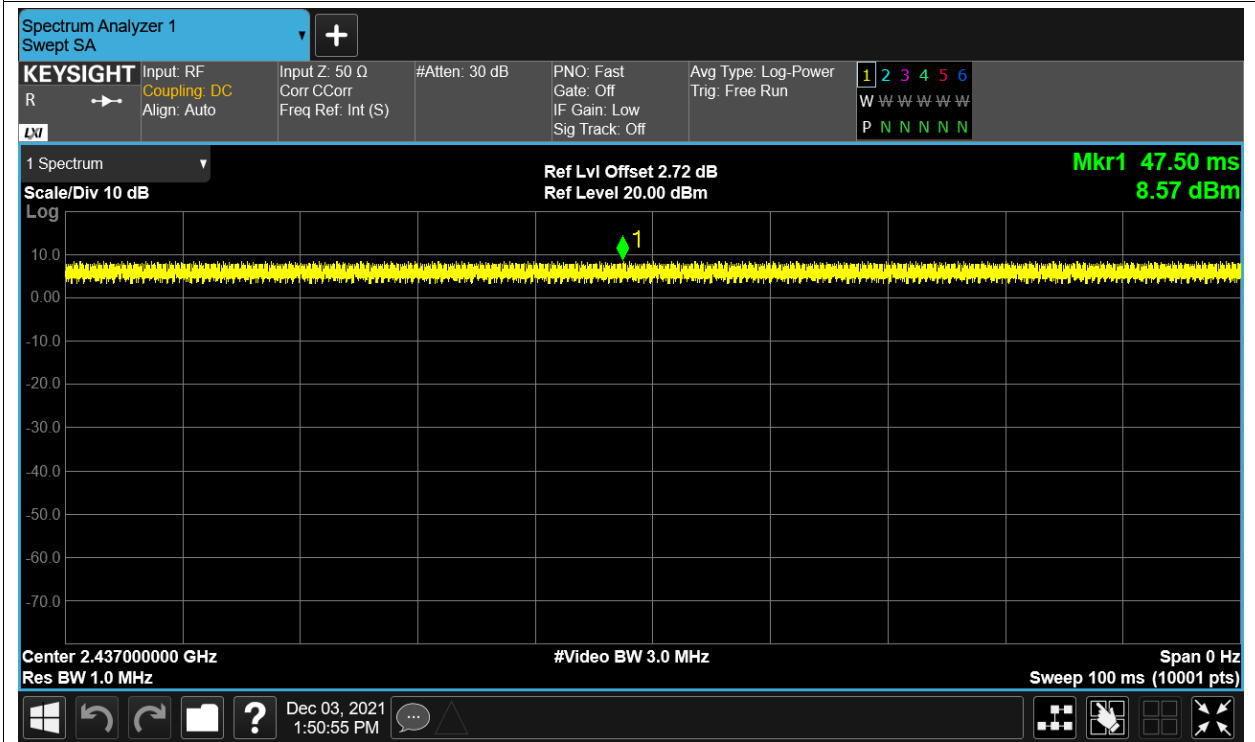 Spectrum Analyzer 1
Swept SA
+
KEYSIGHT Input: RF Input Z: 50 Ω #Atten: 30 dB PNO: Fast Avg Type: Log-Power 1 2 3 4 5 6
R Coupling: DC Corr CCorr Gate: Off Trig: Free Run W W W W W W
Align: Auto Freq Ref: Int (S) IF Gain: Low
LXI Sig Track: Off P N N N N N
1 Spectrum Ref Lvl Offset 2.72 dB Mkr1 47.50 ms
Scale/Div 10 dB Ref Level 20.00 dBm 8.57 dBm
Log
1
10.0
0.00
-10.0
-20.0
-30.0
-40.0
-50.0
-60.0
-70.0
Center 2.437000000 GHz #Video BW 3.0 MHz Span 0 Hz
Res BW 1.0 MHz Sweep 100 ms (10001 pts)
? Dec 03, 2021
1:50:55 PM